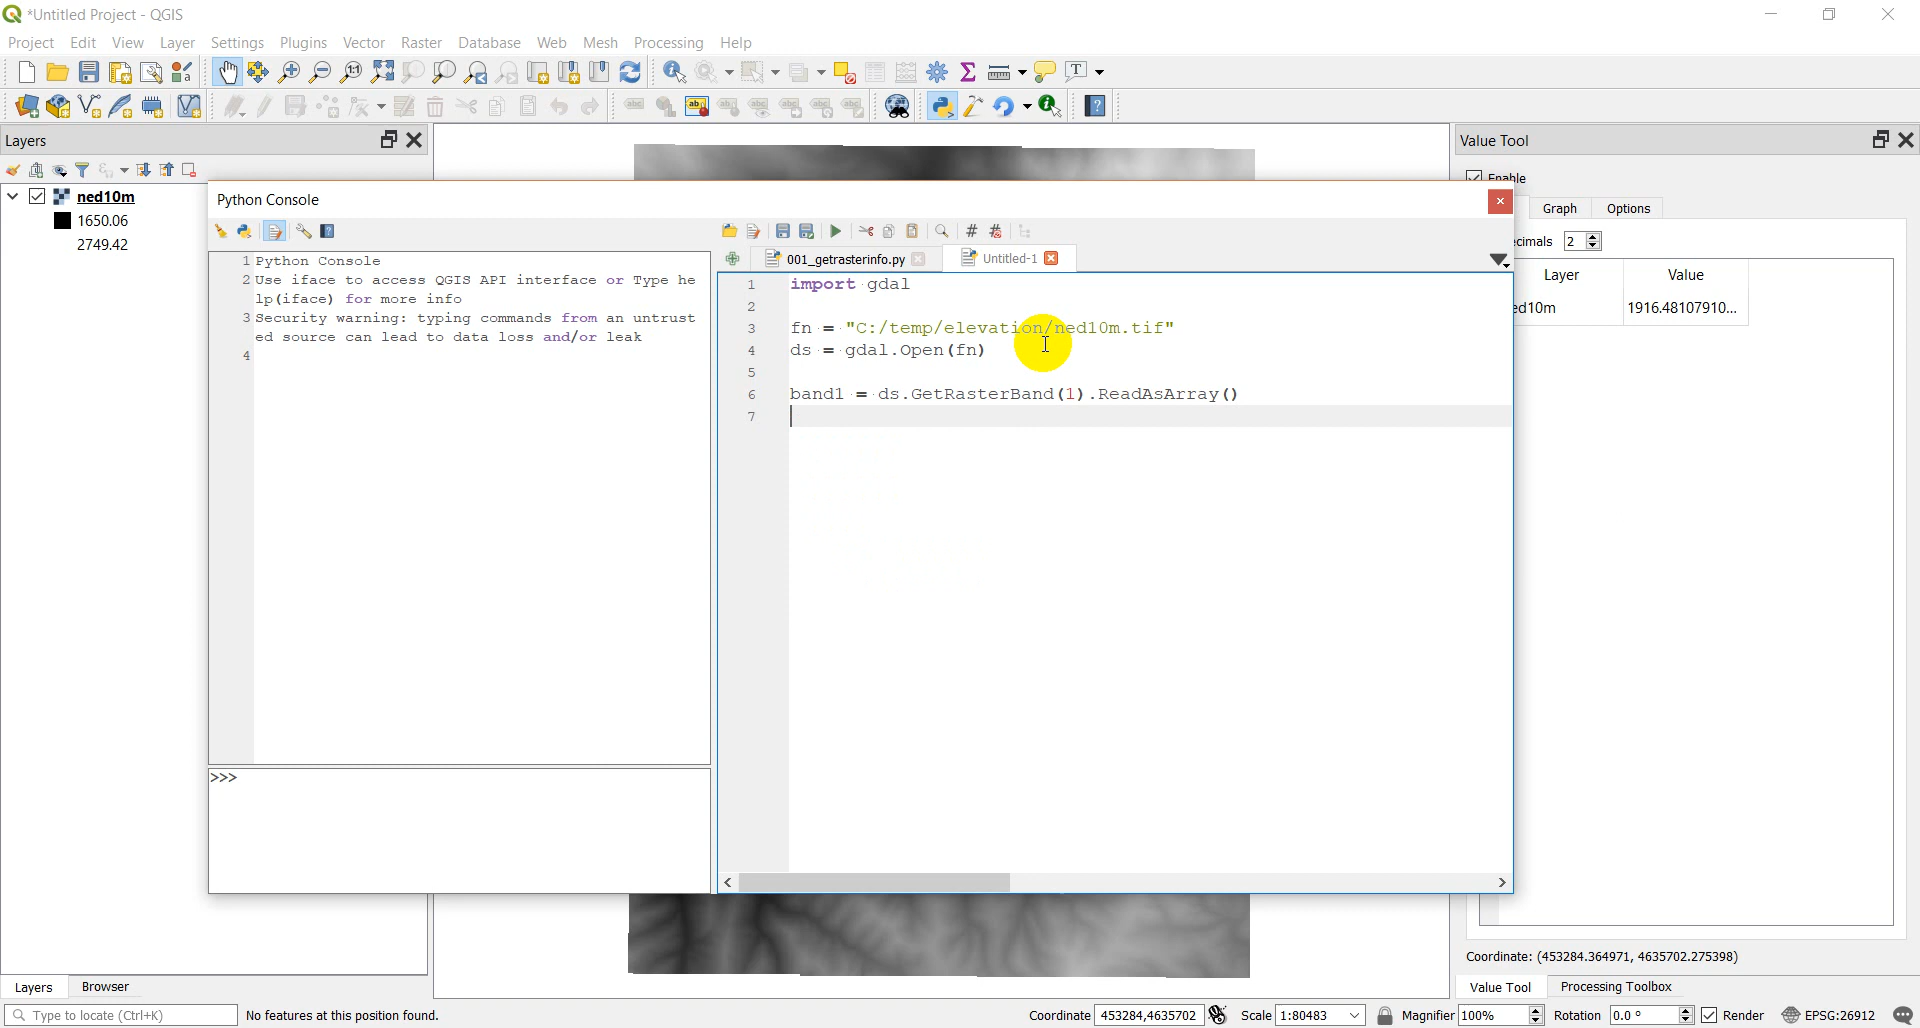 *Untitled Project - QGIS
Project Edit View Layer Settings Plugins Vector Raster Database Web Mesh Processing Help
Layers
ned10m
1650.06
2749.42
Python Console
1 Python Console
2 Use iface to access QGIS API interface or Type he
lp(iface) for more info
3 Security warning: typing commands from an untrust
ed source can lead to data loss and/or leak
4
>>>
001_getrasterinfo.py Untitled-1
1 import gdal
2
3 fn = "C:/temp/elevation/ned10m.tif"
4 ds = gdal.Open(fn)
5
6 band1 = ds.GetRasterBand(1).ReadAsArray()
7
Value Tool
Enable
Graph Options
cimals 2
Layer Value
ed10m 1916.48107910...
Coordinate: (453284.364971, 4635702.275398)
Layers Browser
Value Tool Processing Toolbox
Type to locate (Ctrl+K) No features at this position found. Coordinate 453284,4635702 Scale 1:80483 Magnifier 100% Rotation 0.0 ° Render EPSG:26912